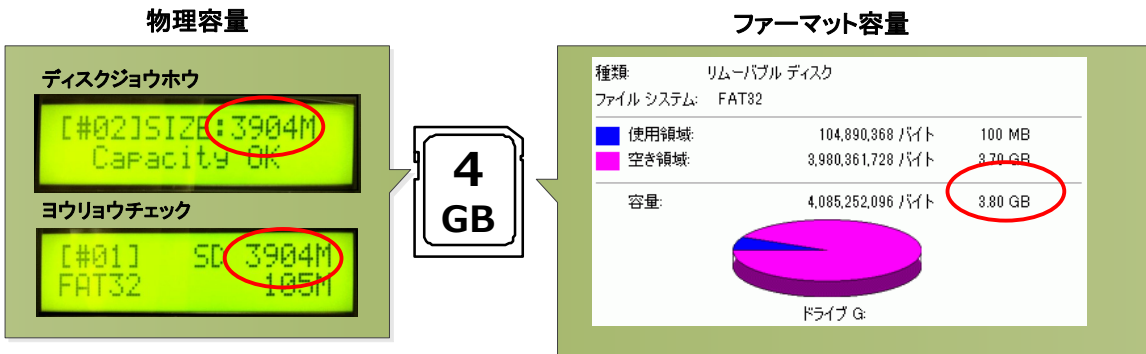 物理容量
ディスクジョウホウ
[#02]SIZE:3904M
Capacity OK
ヨウリョウチェック
[#01] SD 3904M
FAT32 105M
4
GB
ファーマット容量
種類: リムーバブル ディスク
ファイル システム: FAT32
使用領域: 104,890,368 バイト 100 MB
空き領域: 3,980,361,728 バイト 3.70 GB
容量: 4,085,252,096 バイト 3.80 GB
ドライブ G: